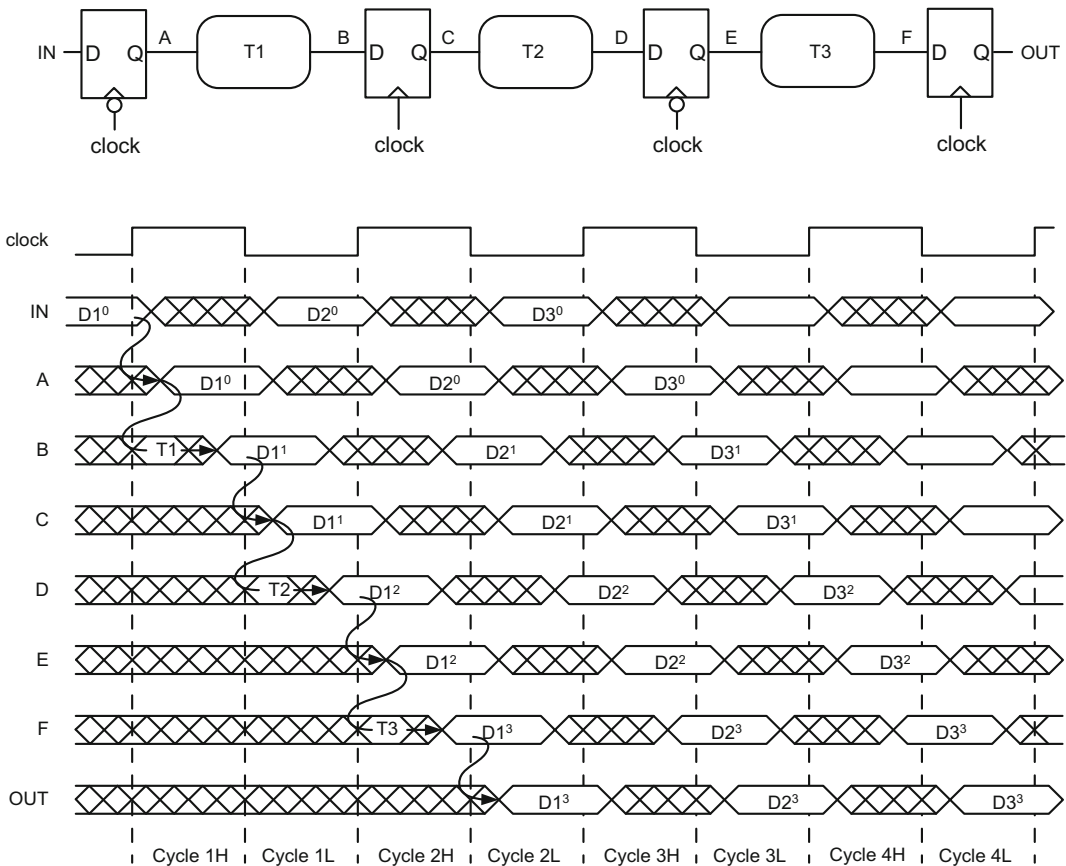 A B C D E F
IN D Q T1 D Q T2 D Q T3 D Q OUT
clock clock clock clock
clock
IN D1⁰ D2⁰ D3⁰
A D1⁰ D2⁰ D3⁰
B T1 D1¹ D2¹ D3¹
C D1¹ D2¹ D3¹
D T2 D1² D2² D3²
E D1² D2² D3²
F T3 D1³ D2³ D3³
OUT D1³ D2³ D3³
Cycle 1H Cycle 1L Cycle 2H Cycle 2L Cycle 3H Cycle 3L Cycle 4H Cycle 4L